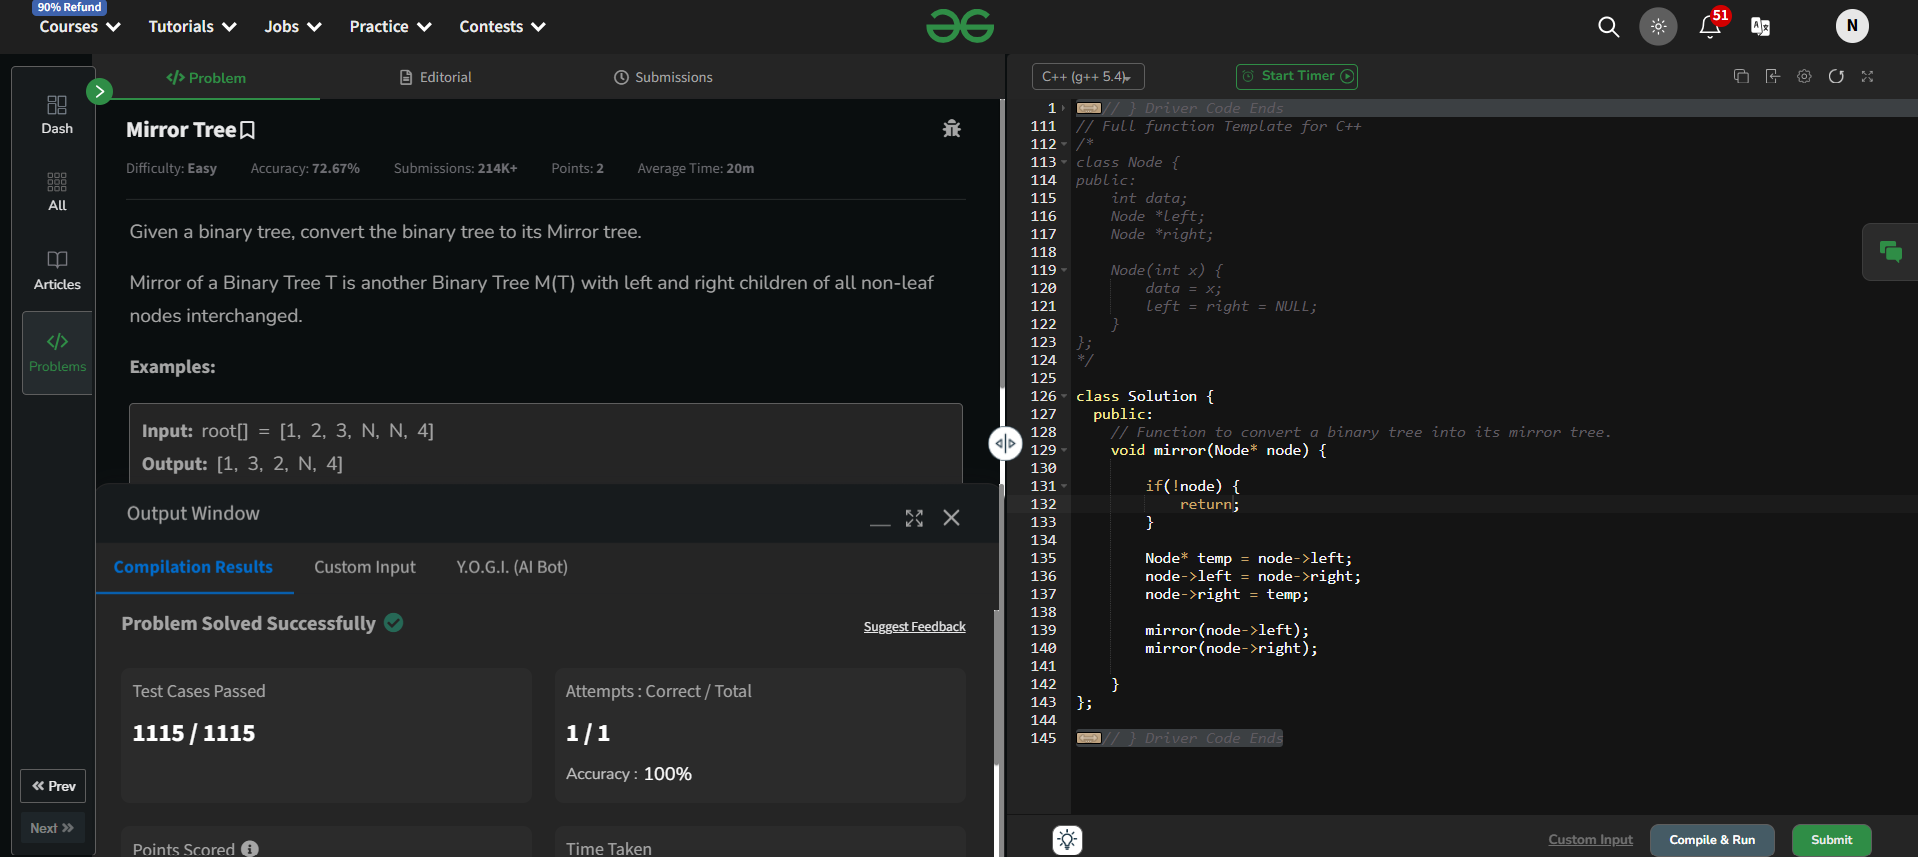 90% Refund
Courses Tutorials Jobs Practice Contests
51
N
Dash
All
Articles
</>
Problems
Prev
Next
</> Problem Editorial Submissions
Mirror Tree
Difficulty: Easy Accuracy: 72.67% Submissions: 214K+ Points: 2 Average Time: 20m
Given a binary tree, convert the binary tree to its Mirror tree.
Mirror of a Binary Tree T is another Binary Tree M(T) with left and right children of all non-leaf
nodes interchanged.
Examples:
Input: root[] = [1, 2, 3, N, N, 4]
Output: [1, 3, 2, N, 4]
Output Window
Compilation Results Custom Input Y.O.G.I. (AI Bot)
Problem Solved Successfully
Suggest Feedback
Test Cases Passed
1115 / 1115
Attempts : Correct / Total
1 / 1
Accuracy : 100%
Points Scored
Time Taken
C++ (g++ 5.4)
Start Timer
1 // } Driver Code Ends
111 // Full function Template for C++
112 /*
113 class Node {
114 public:
115     int data;
116     Node *left;
117     Node *right;
118
119     Node(int x) {
120         data = x;
121         left = right = NULL;
122     }
123 };
124 */
125
126 class Solution {
127   public:
128     // Function to convert a binary tree into its mirror tree.
129     void mirror(Node* node) {
130
131         if(!node) {
132             return;
133         }
134
135         Node* temp = node->left;
136         node->left = node->right;
137         node->right = temp;
138
139         mirror(node->left);
140         mirror(node->right);
141
142     }
143 };
144
145 // } Driver Code Ends
Custom Input Compile & Run Submit